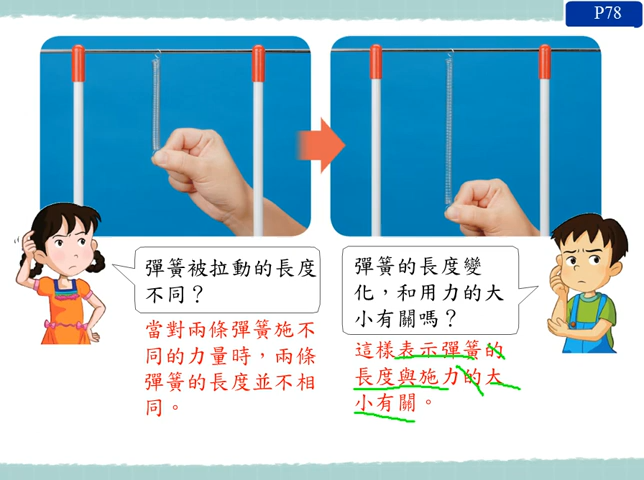 P78
彈簧被拉動的長度
不同？
當對兩條彈簧施不
同的力量時，兩條
彈簧的長度並不相
同。
彈簧的長度變
化，和用力的大
小有關嗎？
這樣表示彈簧的
長度與施力的大
小有關。